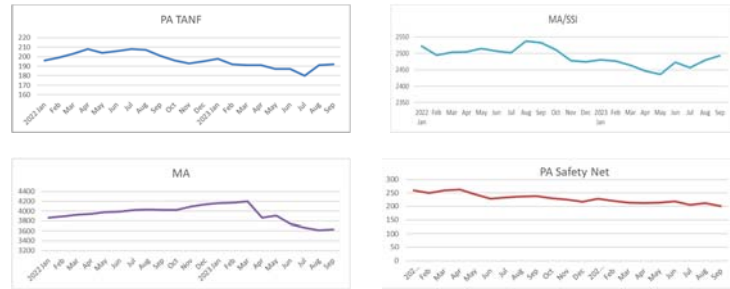 PA TANF
220
210
200
190
180
170
160
2022 Jan Feb Mar Apr May Jun Jul Aug Sep Oct Nov Dec 2023 Jan Feb Mar Apr May Jun Jul Aug Sep
MA/SSI
2550
2500
2450
2400
2350
2022 Feb Mar Apr May Jun Jul Aug Sep Oct Nov Dec 2023 Feb Mar Apr May Jun Jul Aug Sep
Jan Jan
MA
4400
4200
4000
3800
3600
3400
3200
2022 Jan Feb Mar Apr May Jun Jul Aug Sep Oct Nov Dec 2023 Jan Feb Mar Apr May Jun Jul Aug Sep
PA Safety Net
300
250
200
150
100
50
0
202... Feb Mar Apr May Jun Jul Aug Sep Oct Nov Dec 202... Feb Mar Apr May Jun Jul Aug Sep